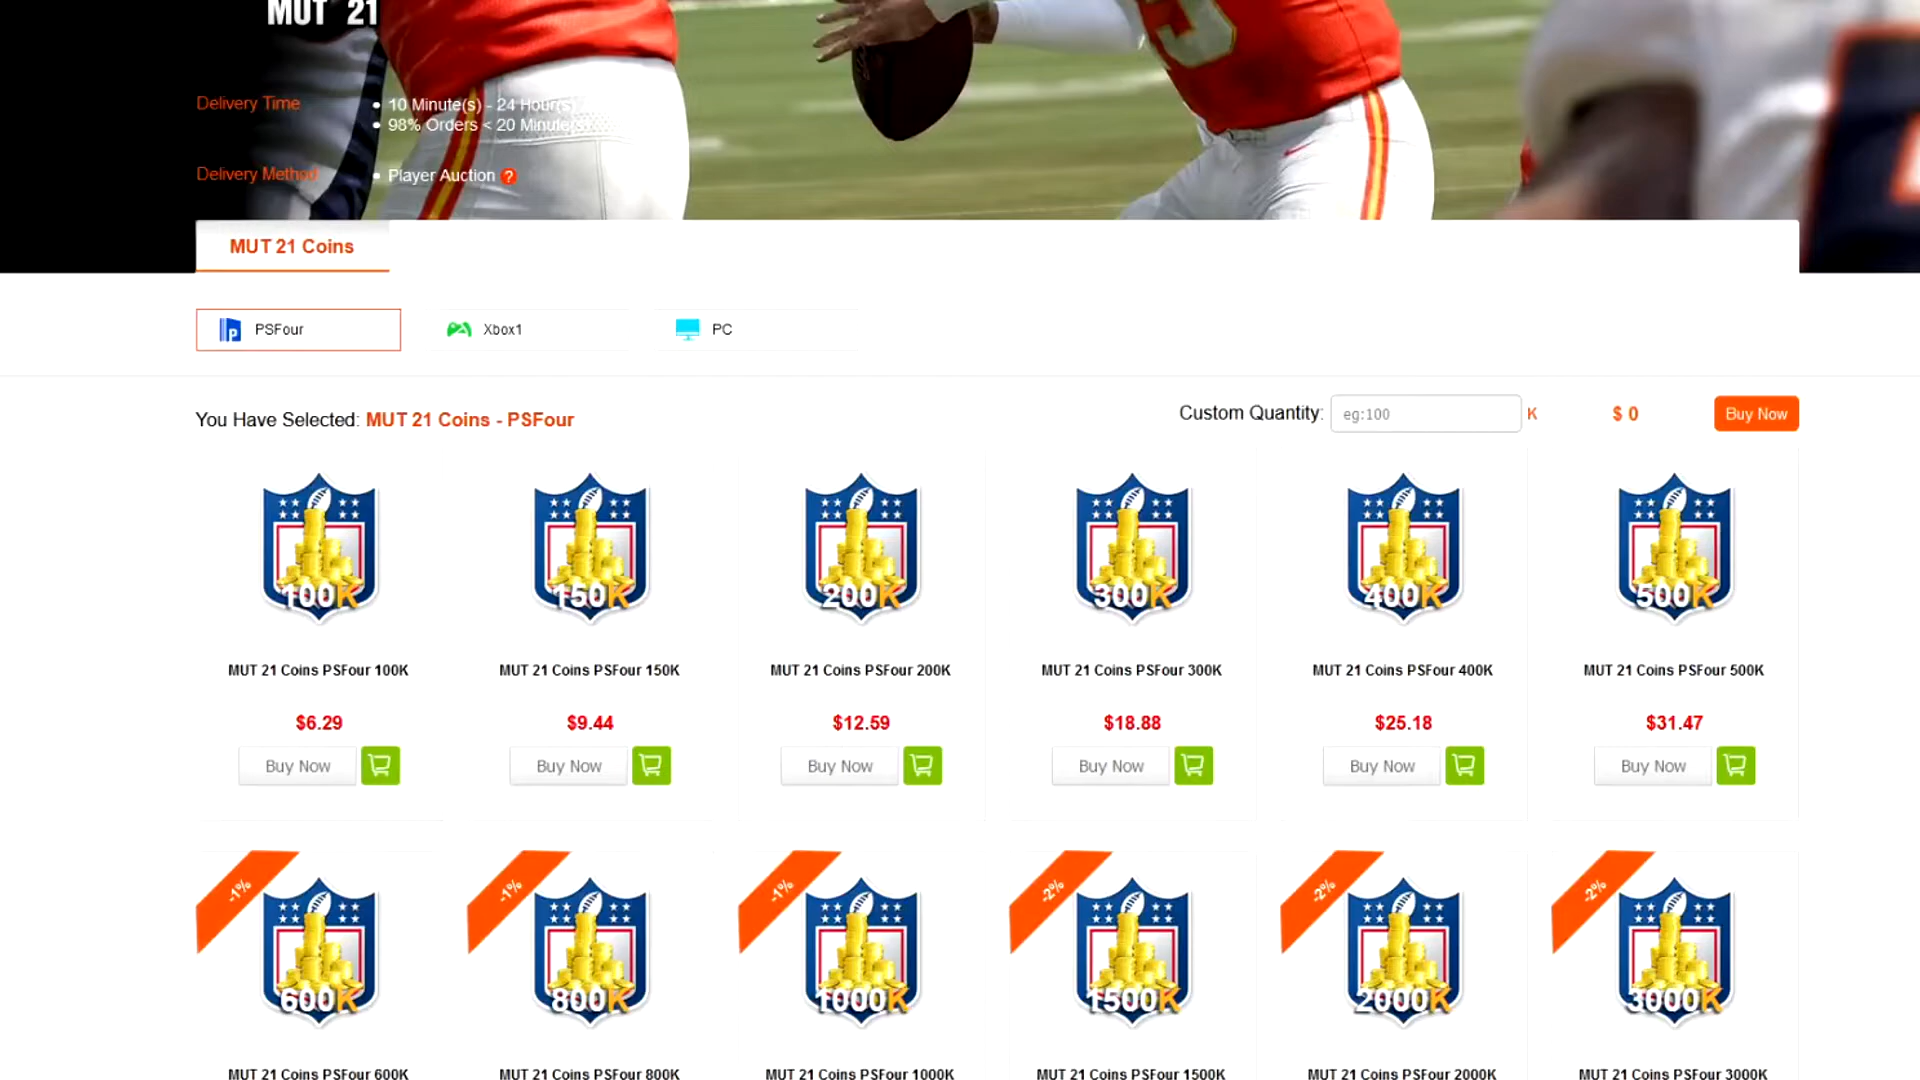 MUT 21
Delivery Time
10 Minute(s) - 24 Hour(s)
98% Orders < 20 Minute(s)
Delivery Method
Player Auction ?
MUT 21 Coins
PSFour
Xbox1
PC
You Have Selected: MUT 21 Coins - PSFour
Custom Quantity: eg:100 K $ 0 Buy Now
100K 150K 200K 300K 400K 500K
MUT 21 Coins PSFour 100K MUT 21 Coins PSFour 150K MUT 21 Coins PSFour 200K MUT 21 Coins PSFour 300K MUT 21 Coins PSFour 400K MUT 21 Coins PSFour 500K
$6.29 $9.44 $12.59 $18.88 $25.18 $31.47
Buy Now Buy Now Buy Now Buy Now Buy Now Buy Now
-1% -1% -1% -2% -2% -2%
600K 800K 1000K 1500K 2000K 3000K
MUT 21 Coins PSFour 600K MUT 21 Coins PSFour 800K MUT 21 Coins PSFour 1000K MUT 21 Coins PSFour 1500K MUT 21 Coins PSFour 2000K MUT 21 Coins PSFour 3000K